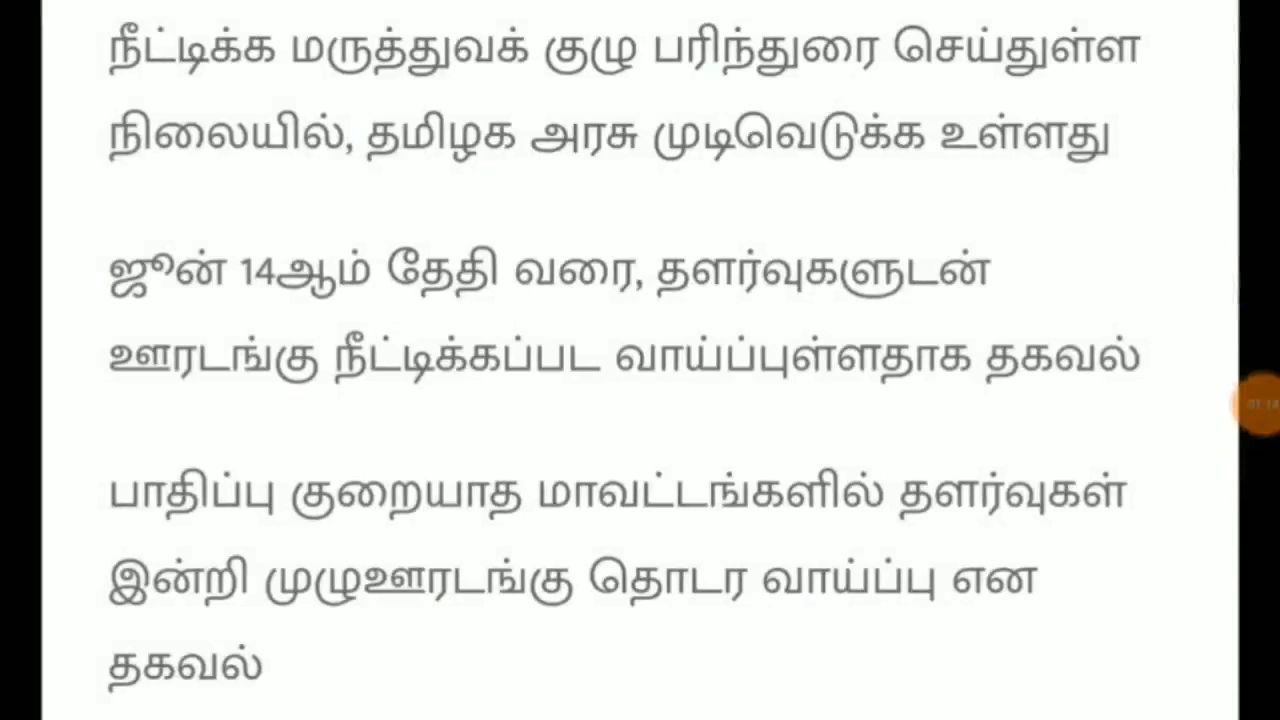 நீட்டிக்க மருத்துவக் குழு பரிந்துரை செய்துள்ள
நிலையில், தமிழக அரசு முடிவெடுக்க உள்ளது
ஜூன் 14ஆம் தேதி வரை, தளர்வுகளுடன்
ஊரடங்கு நீட்டிக்கப்பட வாய்ப்புள்ளதாக தகவல்
பாதிப்பு குறையாத மாவட்டங்களில் தளர்வுகள்
இன்றி முழுஊரடங்கு தொடர வாய்ப்பு என
தகவல்